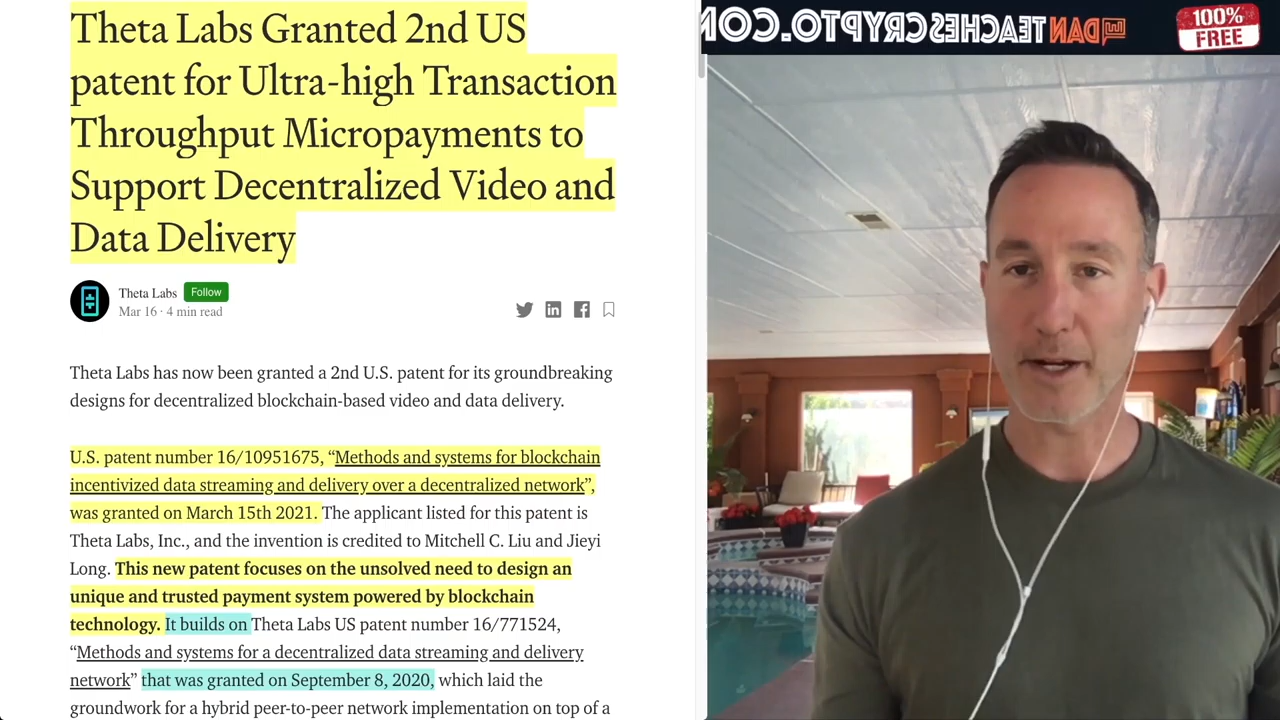 Theta Labs Granted 2nd US
patent for Ultra-high Transaction
Throughput Micropayments to
Support Decentralized Video and
Data Delivery
Theta Labs Follow
Mar 16 · 4 min read
Theta Labs has now been granted a 2nd U.S. patent for its groundbreaking
designs for decentralized blockchain-based video and data delivery.
U.S. patent number 16/10951675, “Methods and systems for blockchain
incentivized data streaming and delivery over a decentralized network”,
was granted on March 15th 2021. The applicant listed for this patent is
Theta Labs, Inc., and the invention is credited to Mitchell C. Liu and Jieyi
Long. This new patent focuses on the unsolved need to design an
unique and trusted payment system powered by blockchain
technology. It builds on Theta Labs US patent number 16/771524,
“Methods and systems for a decentralized data streaming and delivery
network” that was granted on September 8, 2020, which laid the
groundwork for a hybrid peer-to-peer network implementation on top of a
DANTEACHESCRYPTO.COM
100%
FREE